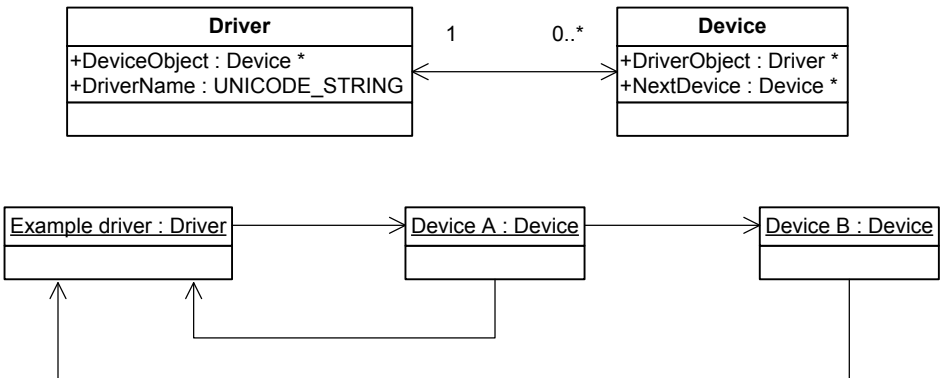 Driver
+DeviceObject : Device *
+DriverName : UNICODE_STRING
1
0..*
Device
+DriverObject : Driver *
+NextDevice : Device *
Example driver : Driver
Device A : Device
Device B : Device